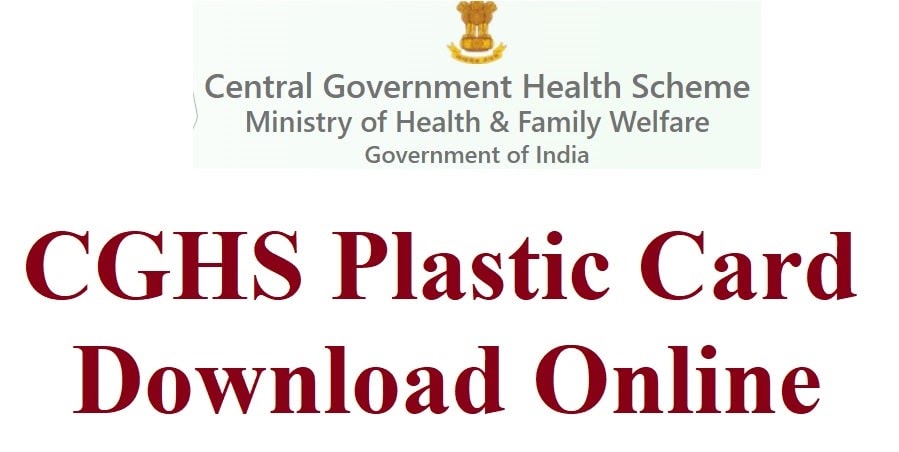 Central Government Health Scheme
Ministry of Health & Family Welfare
Government of India
CGHS Plastic Card
Download Online